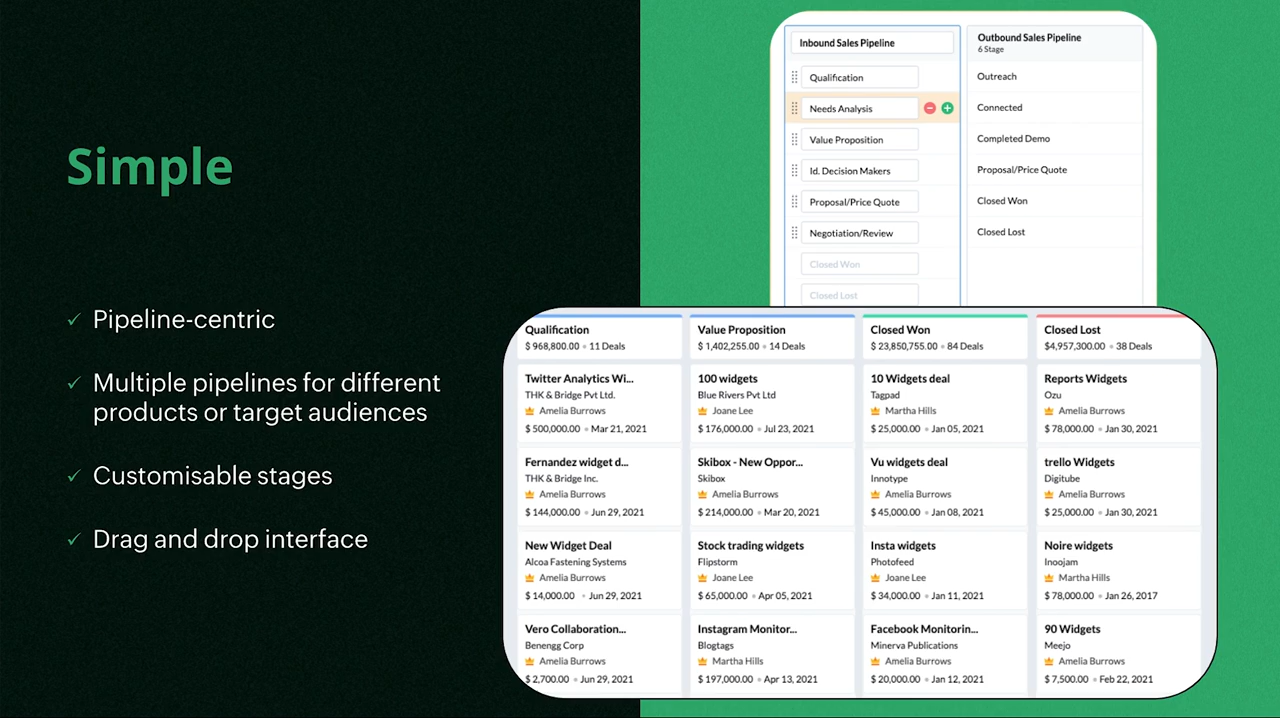 Simple
Pipeline-centric
Multiple pipelines for different
products or target audiences
Customisable stages
Drag and drop interface
Inbound Sales Pipeline
Qualification
Needs Analysis
Value Proposition
Id. Decision Makers
Proposal/Price Quote
Negotiation/Review
Closed Won
Closed Lost
Outbound Sales Pipeline
6 Stage
Outreach
Connected
Completed Demo
Proposal/Price Quote
Closed Won
Closed Lost
Qualification
$ 968,800.00 • 11 Deals
Twitter Analytics Wi...
THK & Bridge Pvt Ltd.
Amelia Burrows
$ 500,000.00 • Mar 21, 2021
Fernandez widget d...
THK & Bridge Inc.
Amelia Burrows
$ 144,000.00 • Jun 29, 2021
New Widget Deal
Alcoa Fastening Systems
Amelia Burrows
$ 14,000.00 • Jun 29, 2021
Vero Collaboration...
Benengg Corp
Amelia Burrows
$ 2,700.00 • Jun 29, 2021
Value Proposition
$ 1,402,255.00 • 14 Deals
100 widgets
Blue Rivers Pvt Ltd
Joane Lee
$ 176,000.00 • Jul 23, 2021
Skibox - New Oppor...
Skibox
Amelia Burrows
$ 214,000.00 • Mar 20, 2021
Stock trading widgets
Flipstorm
Joane Lee
$ 65,000.00 • Apr 05, 2021
Instagram Monitor...
Blogtags
Martha Hills
$ 197,000.00 • Apr 13, 2021
Closed Won
$ 23,850,755.00 • 84 Deals
10 Widgets deal
Tagpad
Martha Hills
$ 25,000.00 • Jan 05, 2021
Vu widgets deal
Innotype
Amelia Burrows
$ 45,000.00 • Jan 08, 2021
Insta widgets
Photofeed
Joane Lee
$ 34,000.00 • Jan 11, 2021
Facebook Monitorin...
Minerva Publications
Amelia Burrows
$ 20,000.00 • Jan 12, 2021
Closed Lost
$4,957,300.00 • 38 Deals
Reports Widgets
Ozu
Amelia Burrows
$ 78,000.00 • Jan 30, 2021
trello Widgets
Digitube
Amelia Burrows
$ 25,000.00 • Jan 30, 2021
Noire widgets
Inoojam
Martha Hills
$ 78,000.00 • Jan 26, 2017
90 Widgets
Meejo
Amelia Burrows
$ 7,500.00 • Feb 22, 2021